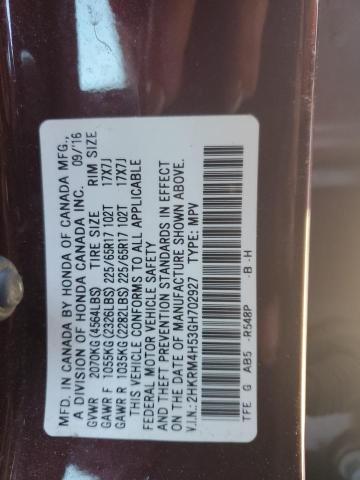 MFD. IN CANADA BY HONDA OF CANADA MFG.,
A DIVISION OF HONDA CANADA INC. 09/'16
GVWR 2070KG(4564LBS) TIRE SIZE RIM SIZE
GAWR F 1055KG(2326LBS) 225/65R17 102T 17X7J
GAWR R 1035KG(2282LBS) 225/65R17 102T 17X7J
THIS VEHICLE CONFORMS TO ALL APPLICABLE
FEDERAL MOTOR VEHICLE SAFETY
AND THEFT PREVENTION STANDARDS IN EFFECT
ON THE DATE OF MANUFACTURE SHOWN ABOVE.
V.I.N.: 2HKRM4H53GH702927 TYPE: MPV
TFE G AB5 -R548P -B -H